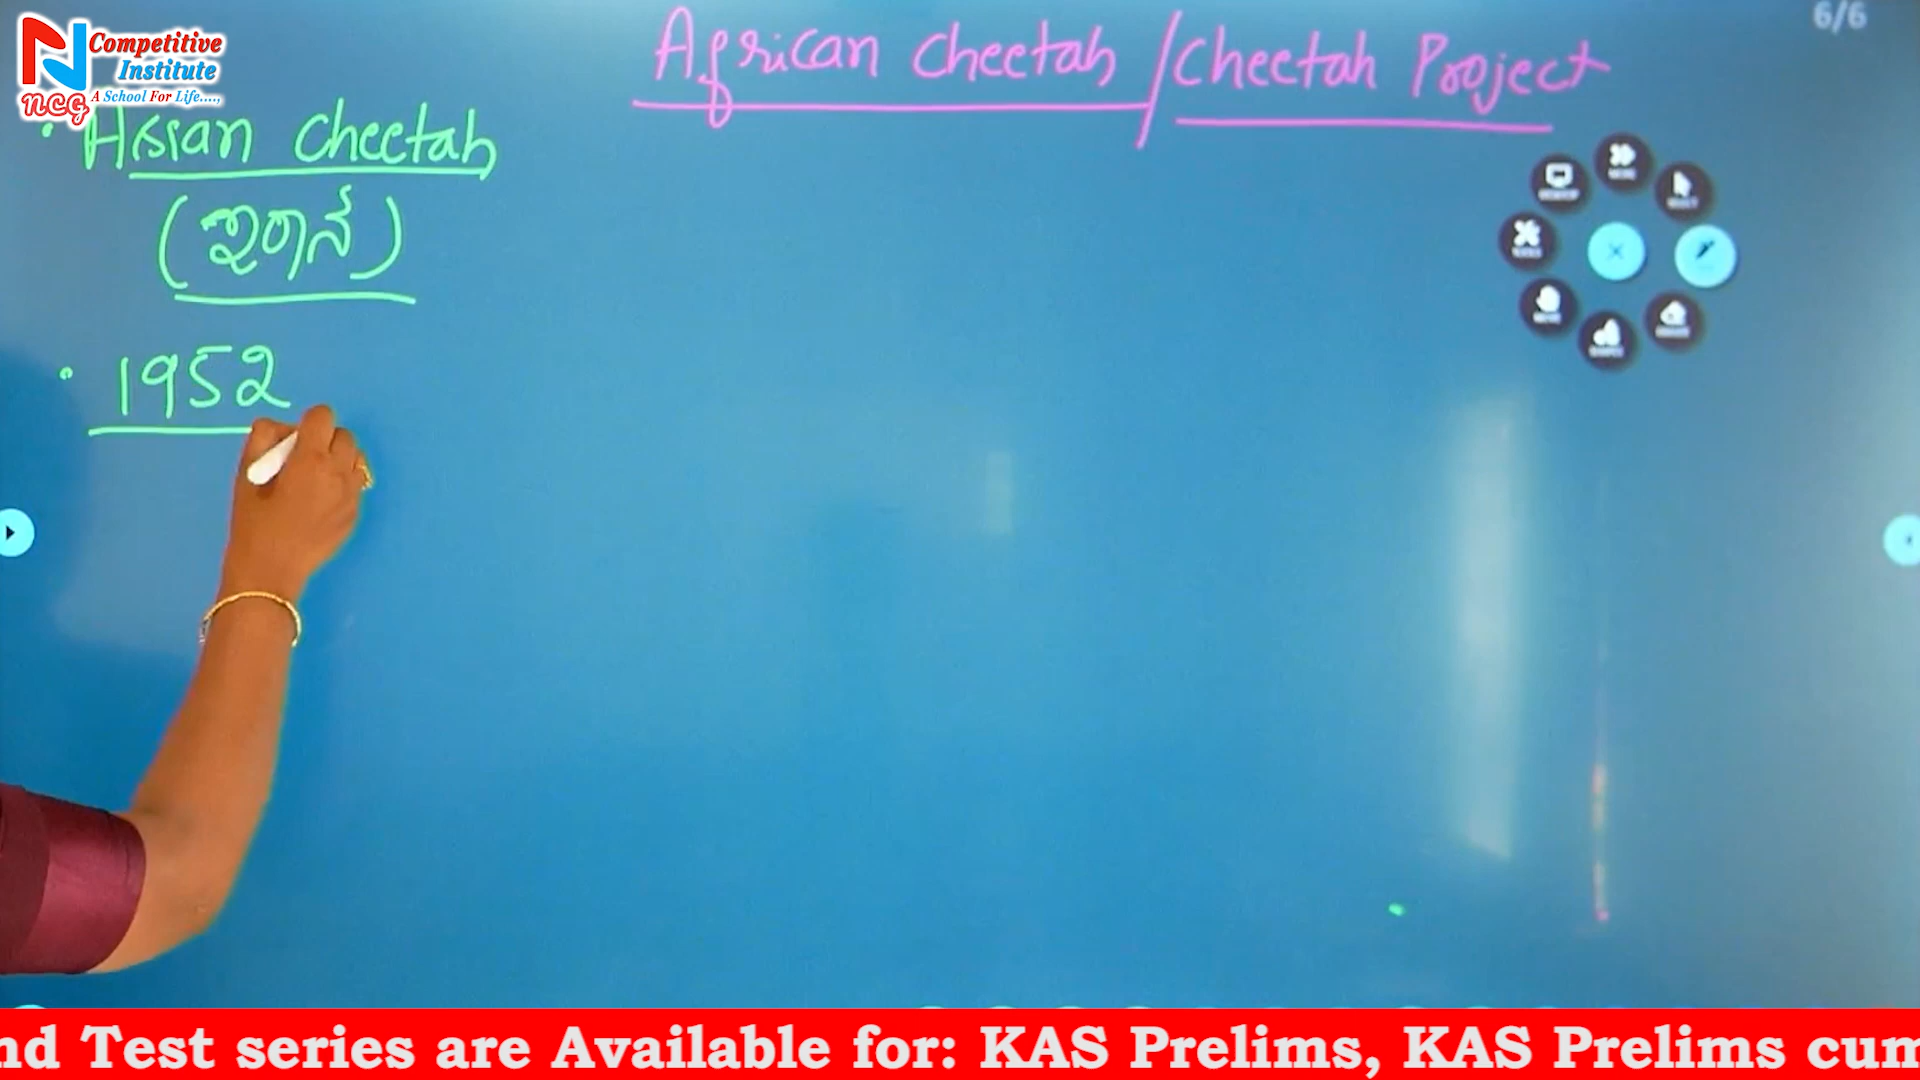 6/6
Competitive
Institute
NCG A School For Life....,
African Cheetah / Cheetah Project
• Assian Cheetah
(ಇರಾನ್)
• 1952
nd Test series are Available for: KAS Prelims, KAS Prelims cum